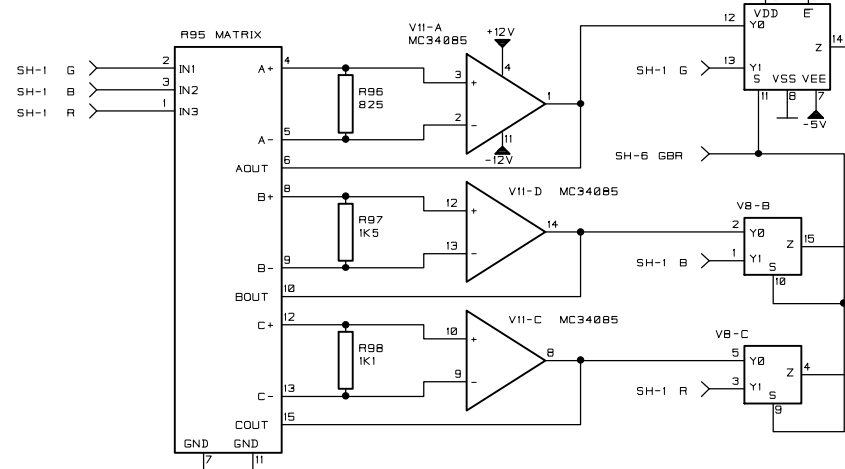 V11-A
MC34085
+12V
12
VDD
E
Y0
Z
14
R95 MATRIX
SH-1 G
2
IN1
4
A+
3
+
4
1
SH-1 G
13
Y1
S
VSS
VEE
SH-1 B
3
IN2
R96
825
SH-1 R
1
IN3
2
-
11
-12V
11
8
7
-5V
5
A-
6
AOUT
SH-6 GBR
8
B+
V11-D MC34085
V8-B
12
+
14
2
Y0
Z
15
R97
1K5
13
-
SH-1 B
1
Y1
S
10
9
B-
10
BOUT
12
C+
V11-C MC34085
V8-C
10
+
8
5
Y0
Z
4
R98
1K1
9
-
SH-1 R
3
Y1
S
9
13
C-
15
COUT
GND
GND
7
11